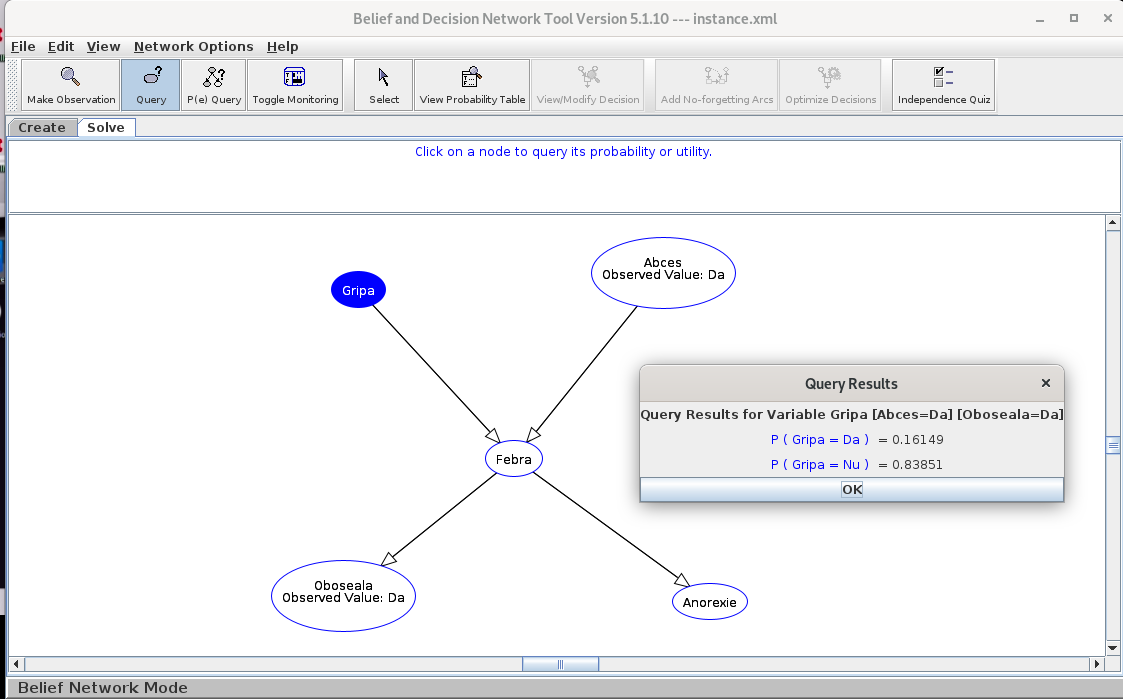 Belief and Decision Network Tool Version 5.1.10 --- instance.xml
File Edit View Network Options Help
Make Observation Query P(e) Query Toggle Monitoring Select View Probability Table View/Modify Decision Add No-forgetting Arcs Optimize Decisions Independence Quiz
Create Solve
Click on a node to query its probability or utility.
Abces
Observed Value: Da
Gripa
Query Results
Query Results for Variable Gripa [Abces=Da] [Oboseala=Da]
P ( Gripa = Da ) = 0.16149
P ( Gripa = Nu ) = 0.83851
OK
Febra
Oboseala
Observed Value: Da
Anorexie
Belief Network Mode